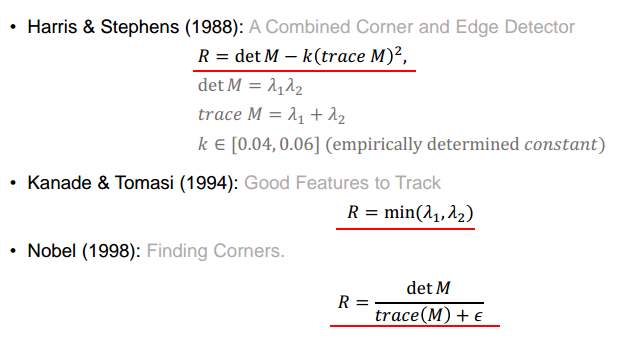 • Harris & Stephens (1988): A Combined Corner and Edge Detector
R = det M − k(trace M)²,
det M = λ₁λ₂
trace M = λ₁ + λ₂
k ∈ [0.04, 0.06] (empirically determined constant)
• Kanade & Tomasi (1994): Good Features to Track
R = min(λ₁, λ₂)
• Nobel (1998): Finding Corners.
R = det M / trace(M) + ϵ